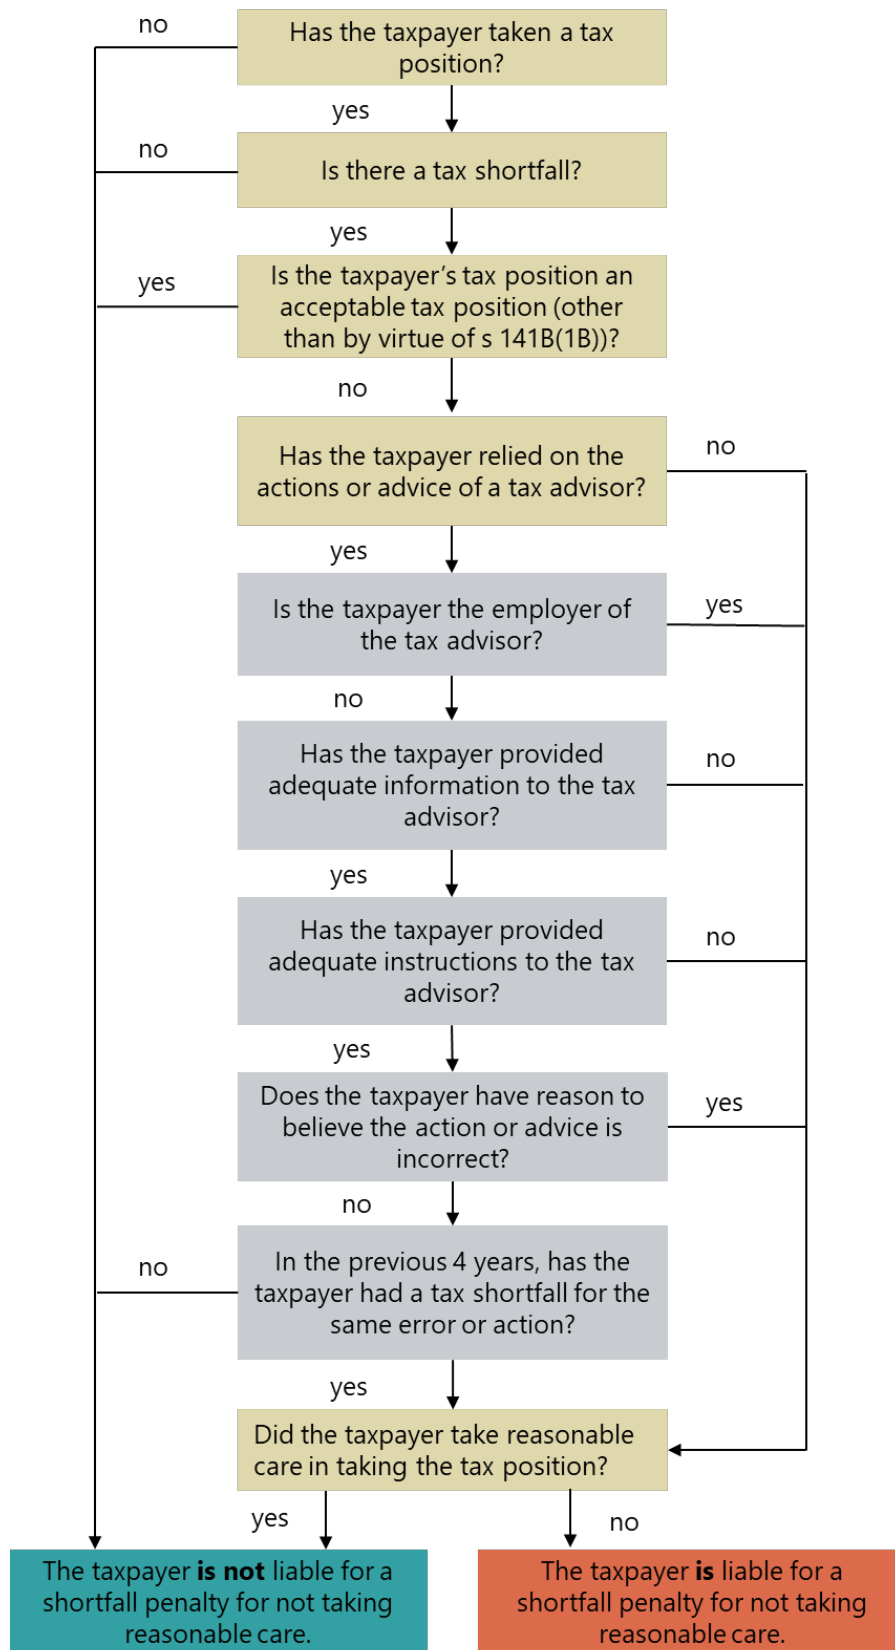 no
Has the taxpayer taken a tax
position?
yes
no
Is there a tax shortfall?
yes
yes
Is the taxpayer’s tax position an
acceptable tax position (other
than by virtue of s 141B(1B))?
no
Has the taxpayer relied on the
actions or advice of a tax advisor?
no
yes
Is the taxpayer the employer of
the tax advisor?
yes
no
Has the taxpayer provided
adequate information to the tax
advisor?
no
yes
Has the taxpayer provided
adequate instructions to the tax
advisor?
no
yes
Does the taxpayer have reason to
believe the action or advice is
incorrect?
yes
no
no
In the previous 4 years, has the
taxpayer had a tax shortfall for the
same error or action?
yes
Did the taxpayer take reasonable
care in taking the tax position?
yes
no
The taxpayer is not liable for a
shortfall penalty for not taking
reasonable care.
The taxpayer is liable for a
shortfall penalty for not taking
reasonable care.